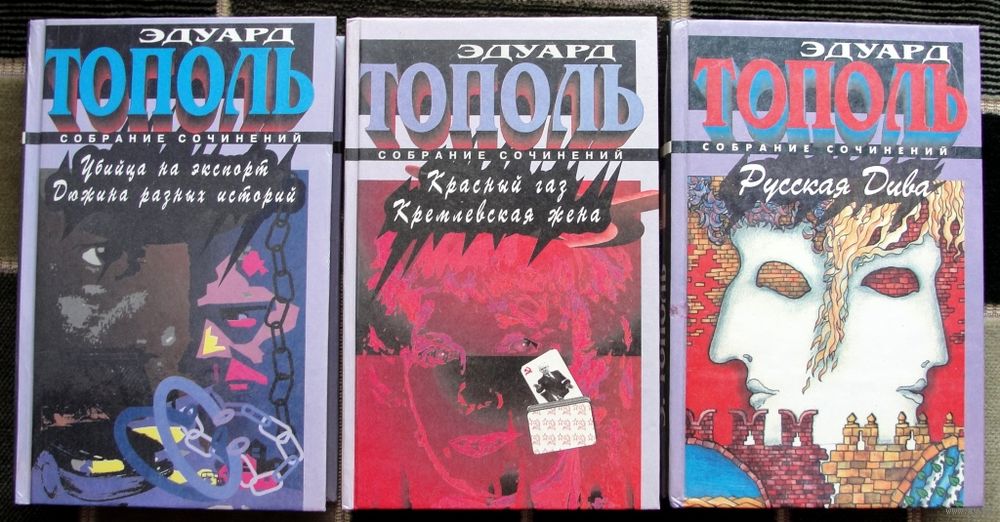 ЭДУАРД
ТОПОЛЬ
СОБРАНИЕ СОЧИНЕНИЙ
Убийца на экспорт
Дюжина разных историй
ЭДУАРД
ТОПОЛЬ
СОБРАНИЕ СОЧИНЕНИЙ
Красный газ
Кремлевская жена
ЭДУАРД
ТОПОЛЬ
СОБРАНИЕ СОЧИНЕНИЙ
Русская Дива